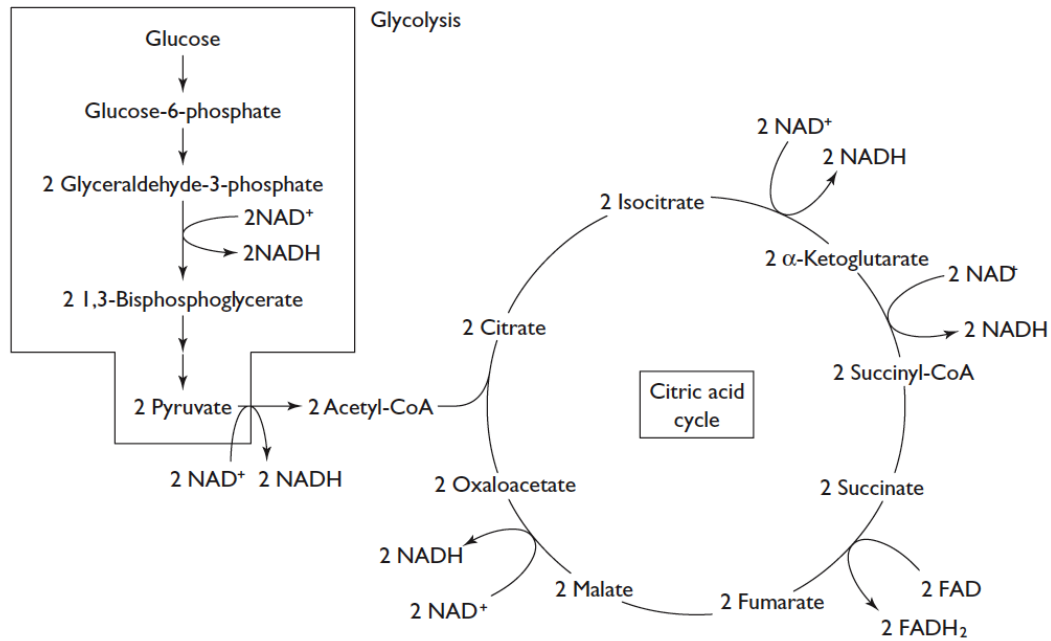 Glycolysis
Glucose
Glucose-6-phosphate
2 Glyceraldehyde-3-phosphate
2NAD⁺
2NADH
2 1,3-Bisphosphoglycerate
2 Pyruvate
2 NAD⁺ 2 NADH
2 Acetyl-CoA
2 Citrate
2 Isocitrate
2 NAD⁺
2 NADH
2 α-Ketoglutarate
2 NAD⁺
2 NADH
2 Succinyl-CoA
Citric acid
cycle
2 Succinate
2 FAD
2 FADH₂
2 Fumarate
2 Malate
2 NAD⁺
2 NADH
2 Oxaloacetate